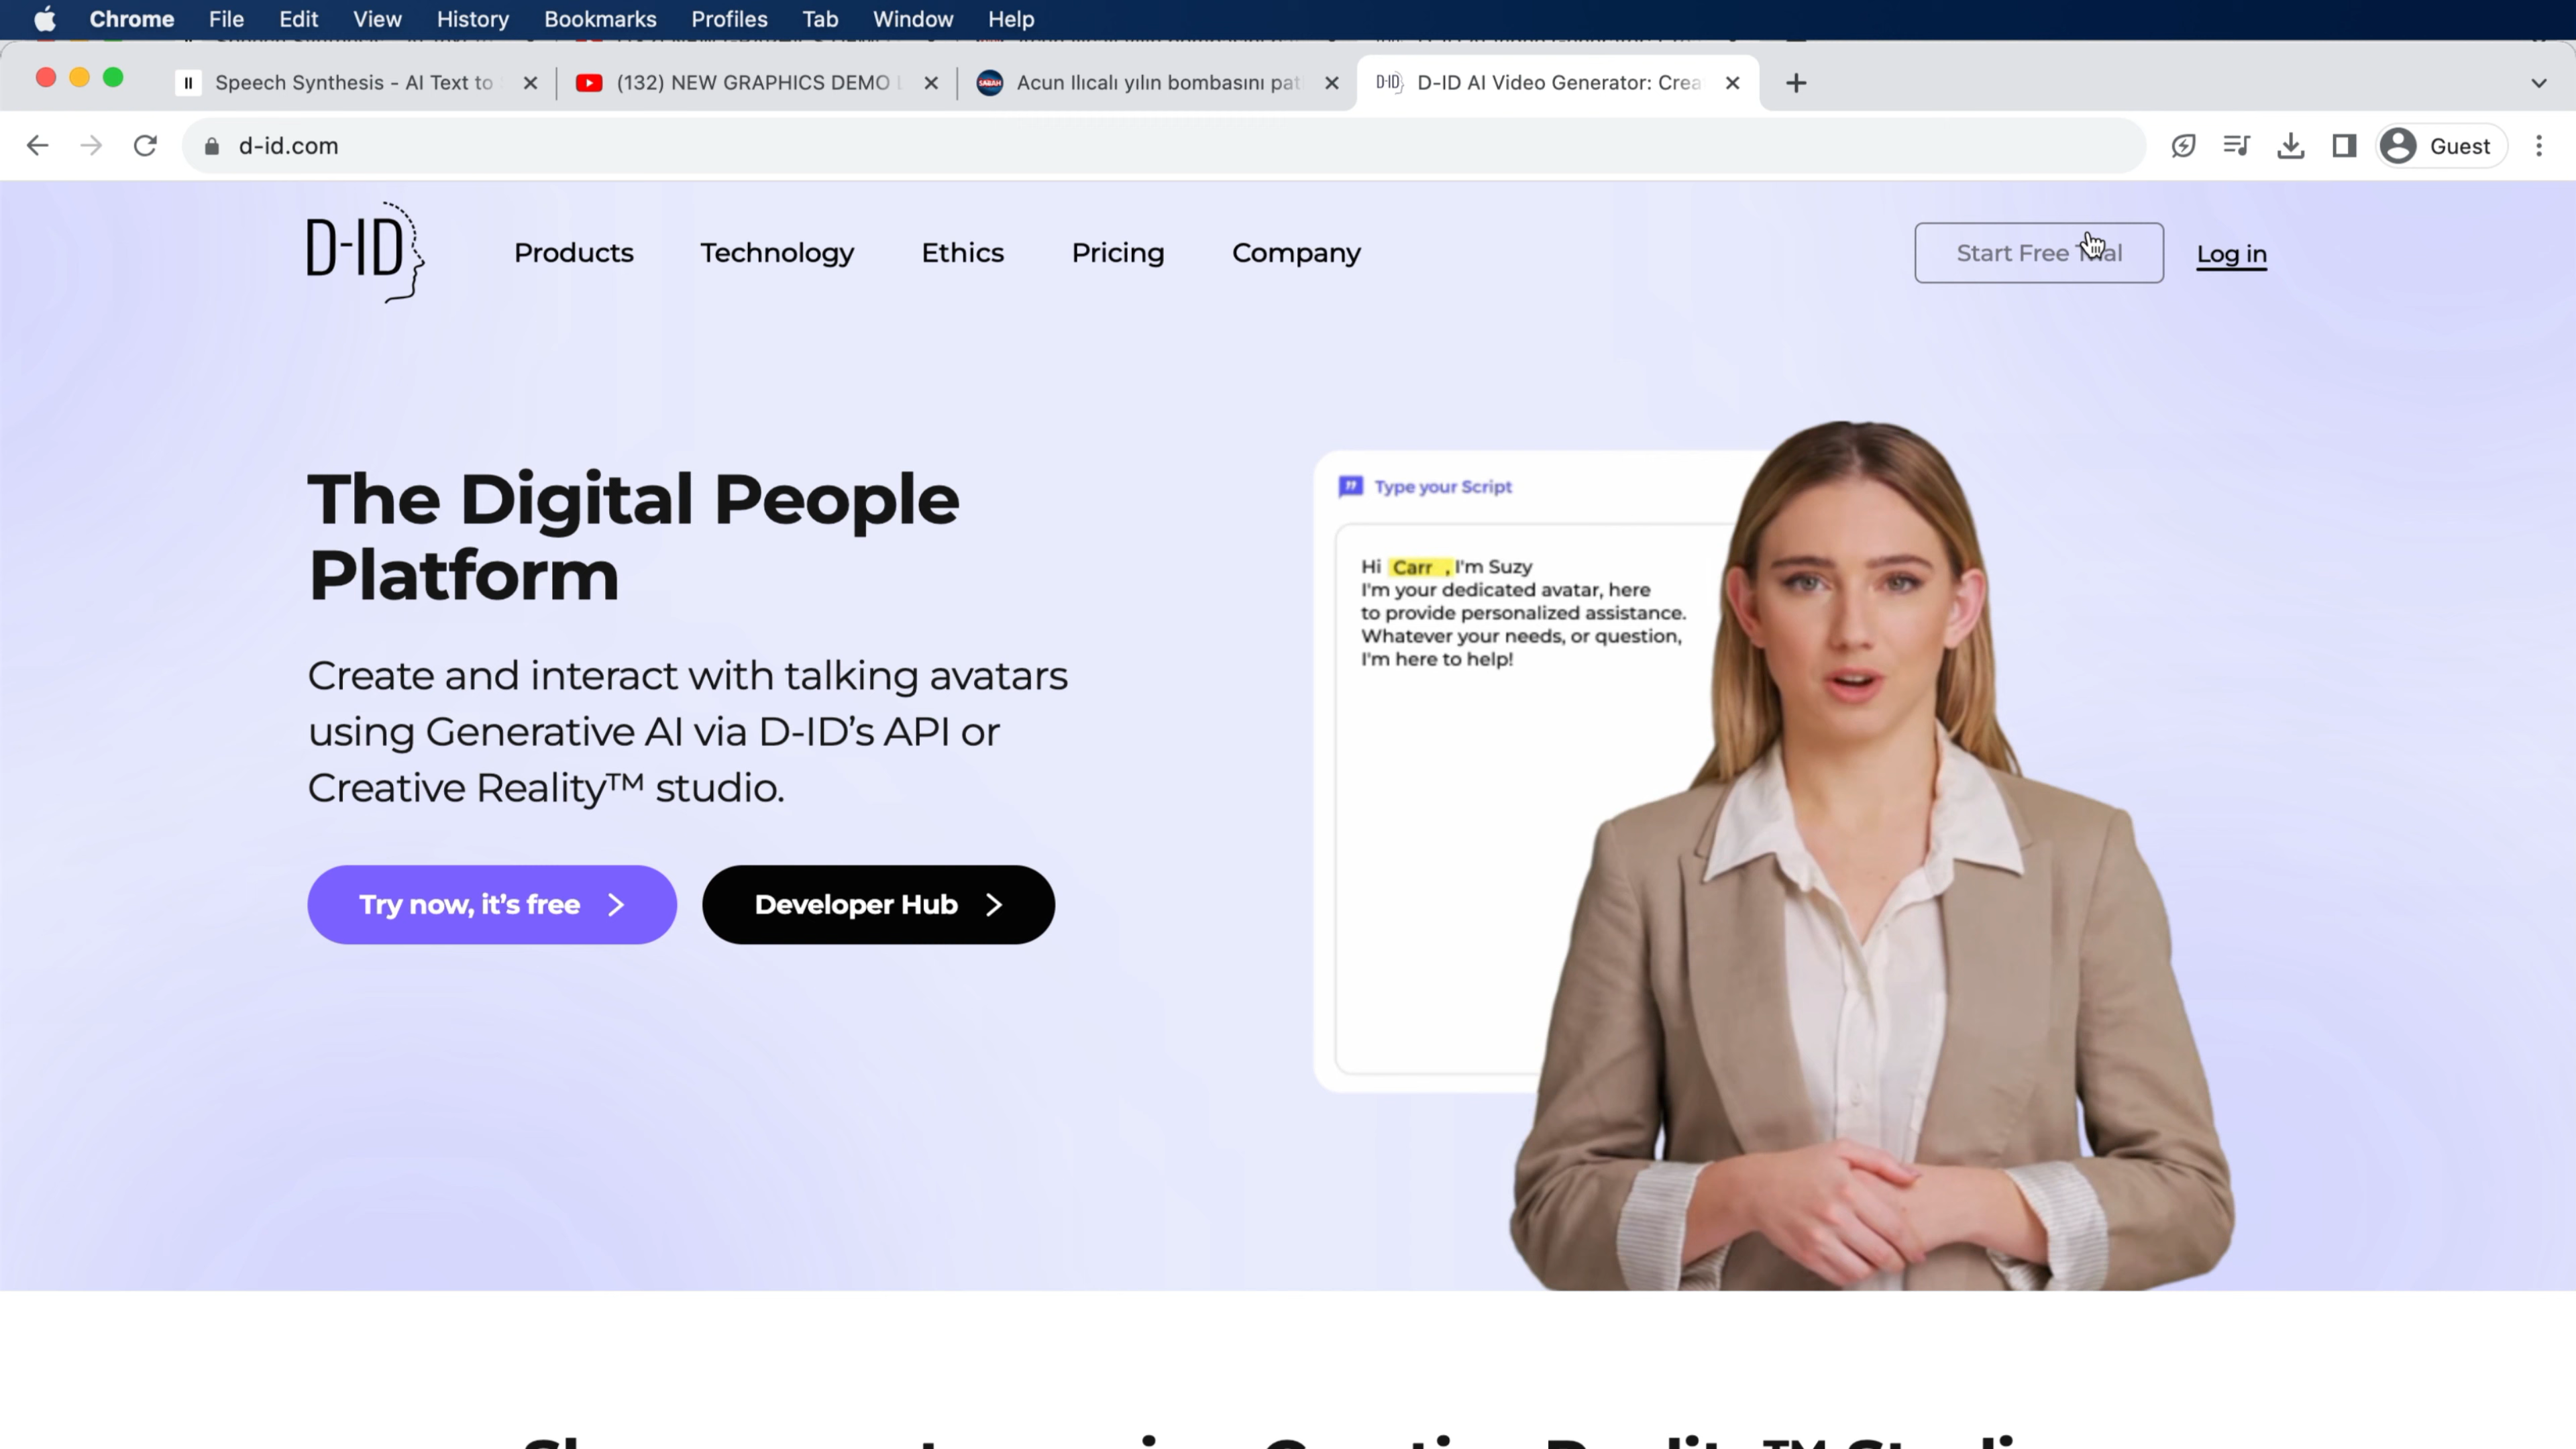 Chrome File Edit View History Bookmarks Profiles Tab Window Help
Speech Synthesis - AI Text to
(132) NEW GRAPHICS DEMO
SABAH
Acun Ilıcalı yılın bombasını pat
D-ID
D-ID AI Video Generator: Crea
d-id.com
Guest
D-ID
Products Technology Ethics Pricing Company
Start Free Trial
Log in
The Digital People
Platform
Create and interact with talking avatars
using Generative AI via D-ID’s API or
Creative Reality™ studio.
Try now, it’s free
Developer Hub
Type your Script
Hi Carr , I'm Suzy
I'm your dedicated avatar, here
to provide personalized assistance.
Whatever your needs, or question,
I'm here to help!